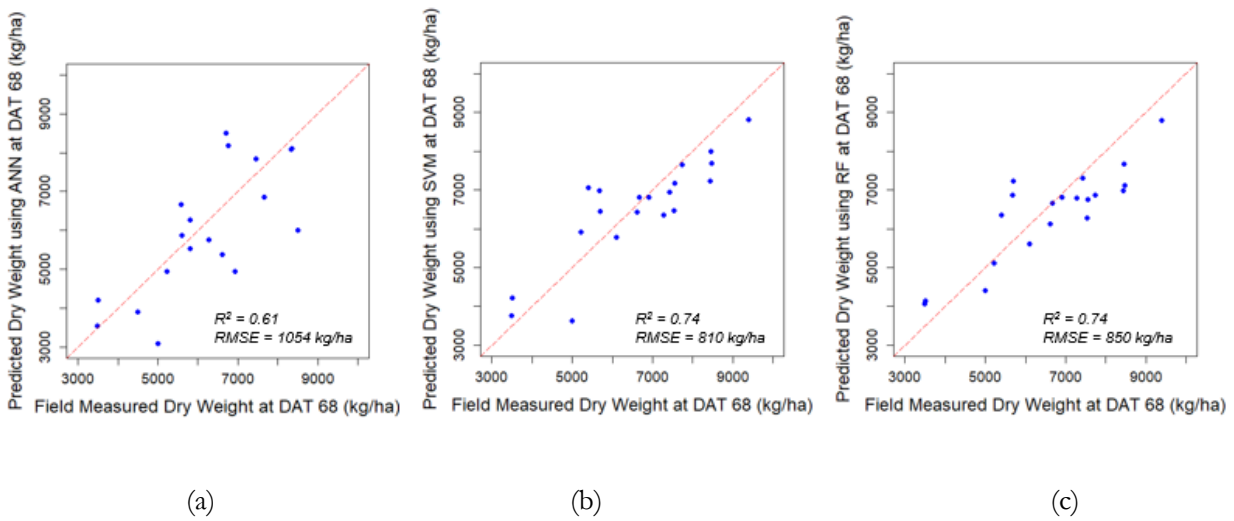 Predicted Dry Weight using ANN at DAT 68 (kg/ha)
3000 5000 7000 9000
R² = 0.61
RMSE = 1054 kg/ha
3000 5000 7000 9000
Field Measured Dry Weight at DAT 68 (kg/ha)
(a)
Predicted Dry Weight using SVM at DAT 68 (kg/ha)
3000 5000 7000 9000
R² = 0.74
RMSE = 810 kg/ha
3000 5000 7000 9000
Field Measured Dry Weight at DAT 68 (kg/ha)
(b)
Predicted Dry Weight using RF at DAT 68 (kg/ha)
3000 5000 7000 9000
R² = 0.74
RMSE = 850 kg/ha
3000 5000 7000 9000
Field Measured Dry Weight at DAT 68 (kg/ha)
(c)